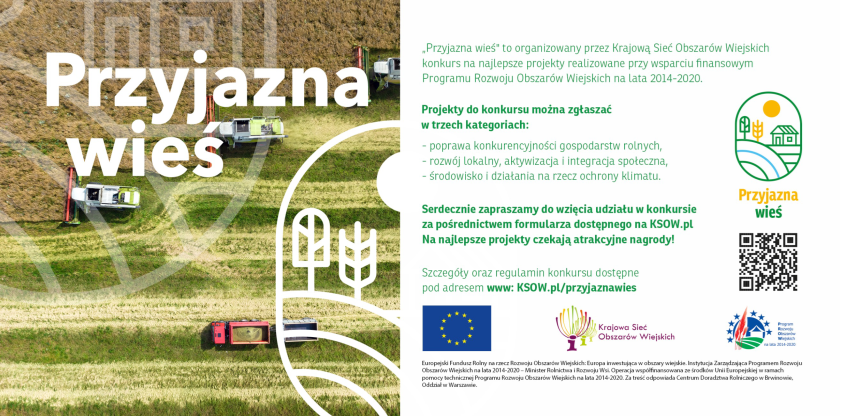 Przyjazna
wieś
„Przyjazna wieś" to organizowany przez Krajową Sieć Obszarów Wiejskich
konkurs na najlepsze projekty realizowane przy wsparciu finansowym
Programu Rozwoju Obszarów Wiejskich na lata 2014-2020.
Projekty do konkursu można zgłaszać
w trzech kategoriach:
- poprawa konkurencyjności gospodarstw rolnych,
- rozwój lokalny, aktywizacja i integracja społeczna,
- środowisko i działania na rzecz ochrony klimatu.
Serdecznie zapraszamy do wzięcia udziału w konkursie
za pośrednictwem formularza dostępnego na KSOW.pl
Na najlepsze projekty czekają atrakcyjne nagrody!
Szczegóły oraz regulamin konkursu dostępne
pod adresem www: KSOW.pl/przyjaznawies
Przyjazna
wieś
Krajowa Sieć
Obszarów Wiejskich
Program
Rozwoju
Obszarów
Wiejskich
na lata 2014-2020
Europejski Fundusz Rolny na rzecz Rozwoju Obszarów Wiejskich: Europa inwestująca w obszary wiejskie. Instytucja Zarządzająca Programem Rozwoju
Obszarów Wiejskich na lata 2014-2020 – Minister Rolnictwa i Rozwoju Wsi. Operacja współfinansowana ze środków Unii Europejskiej w ramach
pomocy technicznej Programu Rozwoju Obszarów Wiejskich na lata 2014-2020. Za treść odpowiada Centrum Doradztwa Rolniczego w Brwinowie,
Oddział w Warszawie.